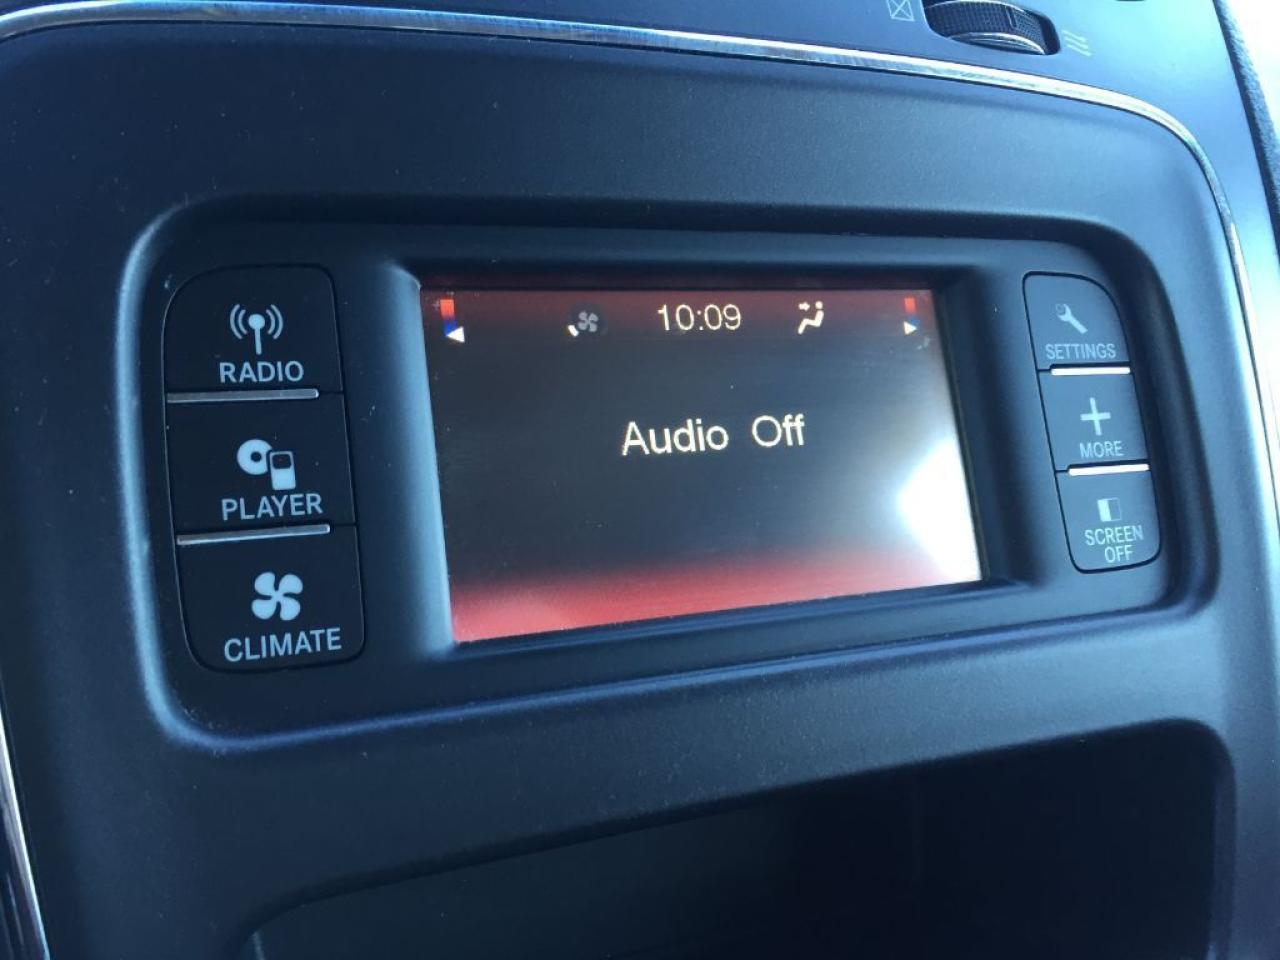 RADIO
PLAYER
CLIMATE
10:09
Audio Off
SETTINGS
MORE
SCREEN
OFF